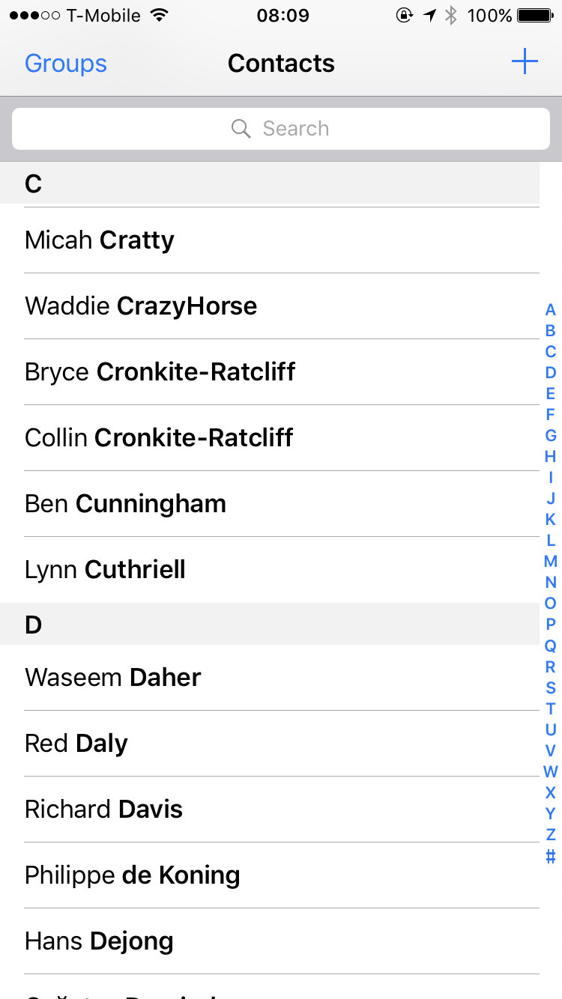 T-Mobile 08:09 100%
Groups Contacts
Search
C
Micah Cratty
Waddie CrazyHorse
Bryce Cronkite-Ratcliff
Collin Cronkite-Ratcliff
Ben Cunningham
Lynn Cuthriell
D
Waseem Daher
Red Daly
Richard Davis
Philippe de Koning
Hans Dejong
A
B
C
D
E
F
G
H
I
J
K
L
M
N
O
P
Q
R
S
T
U
V
W
X
Y
Z
#